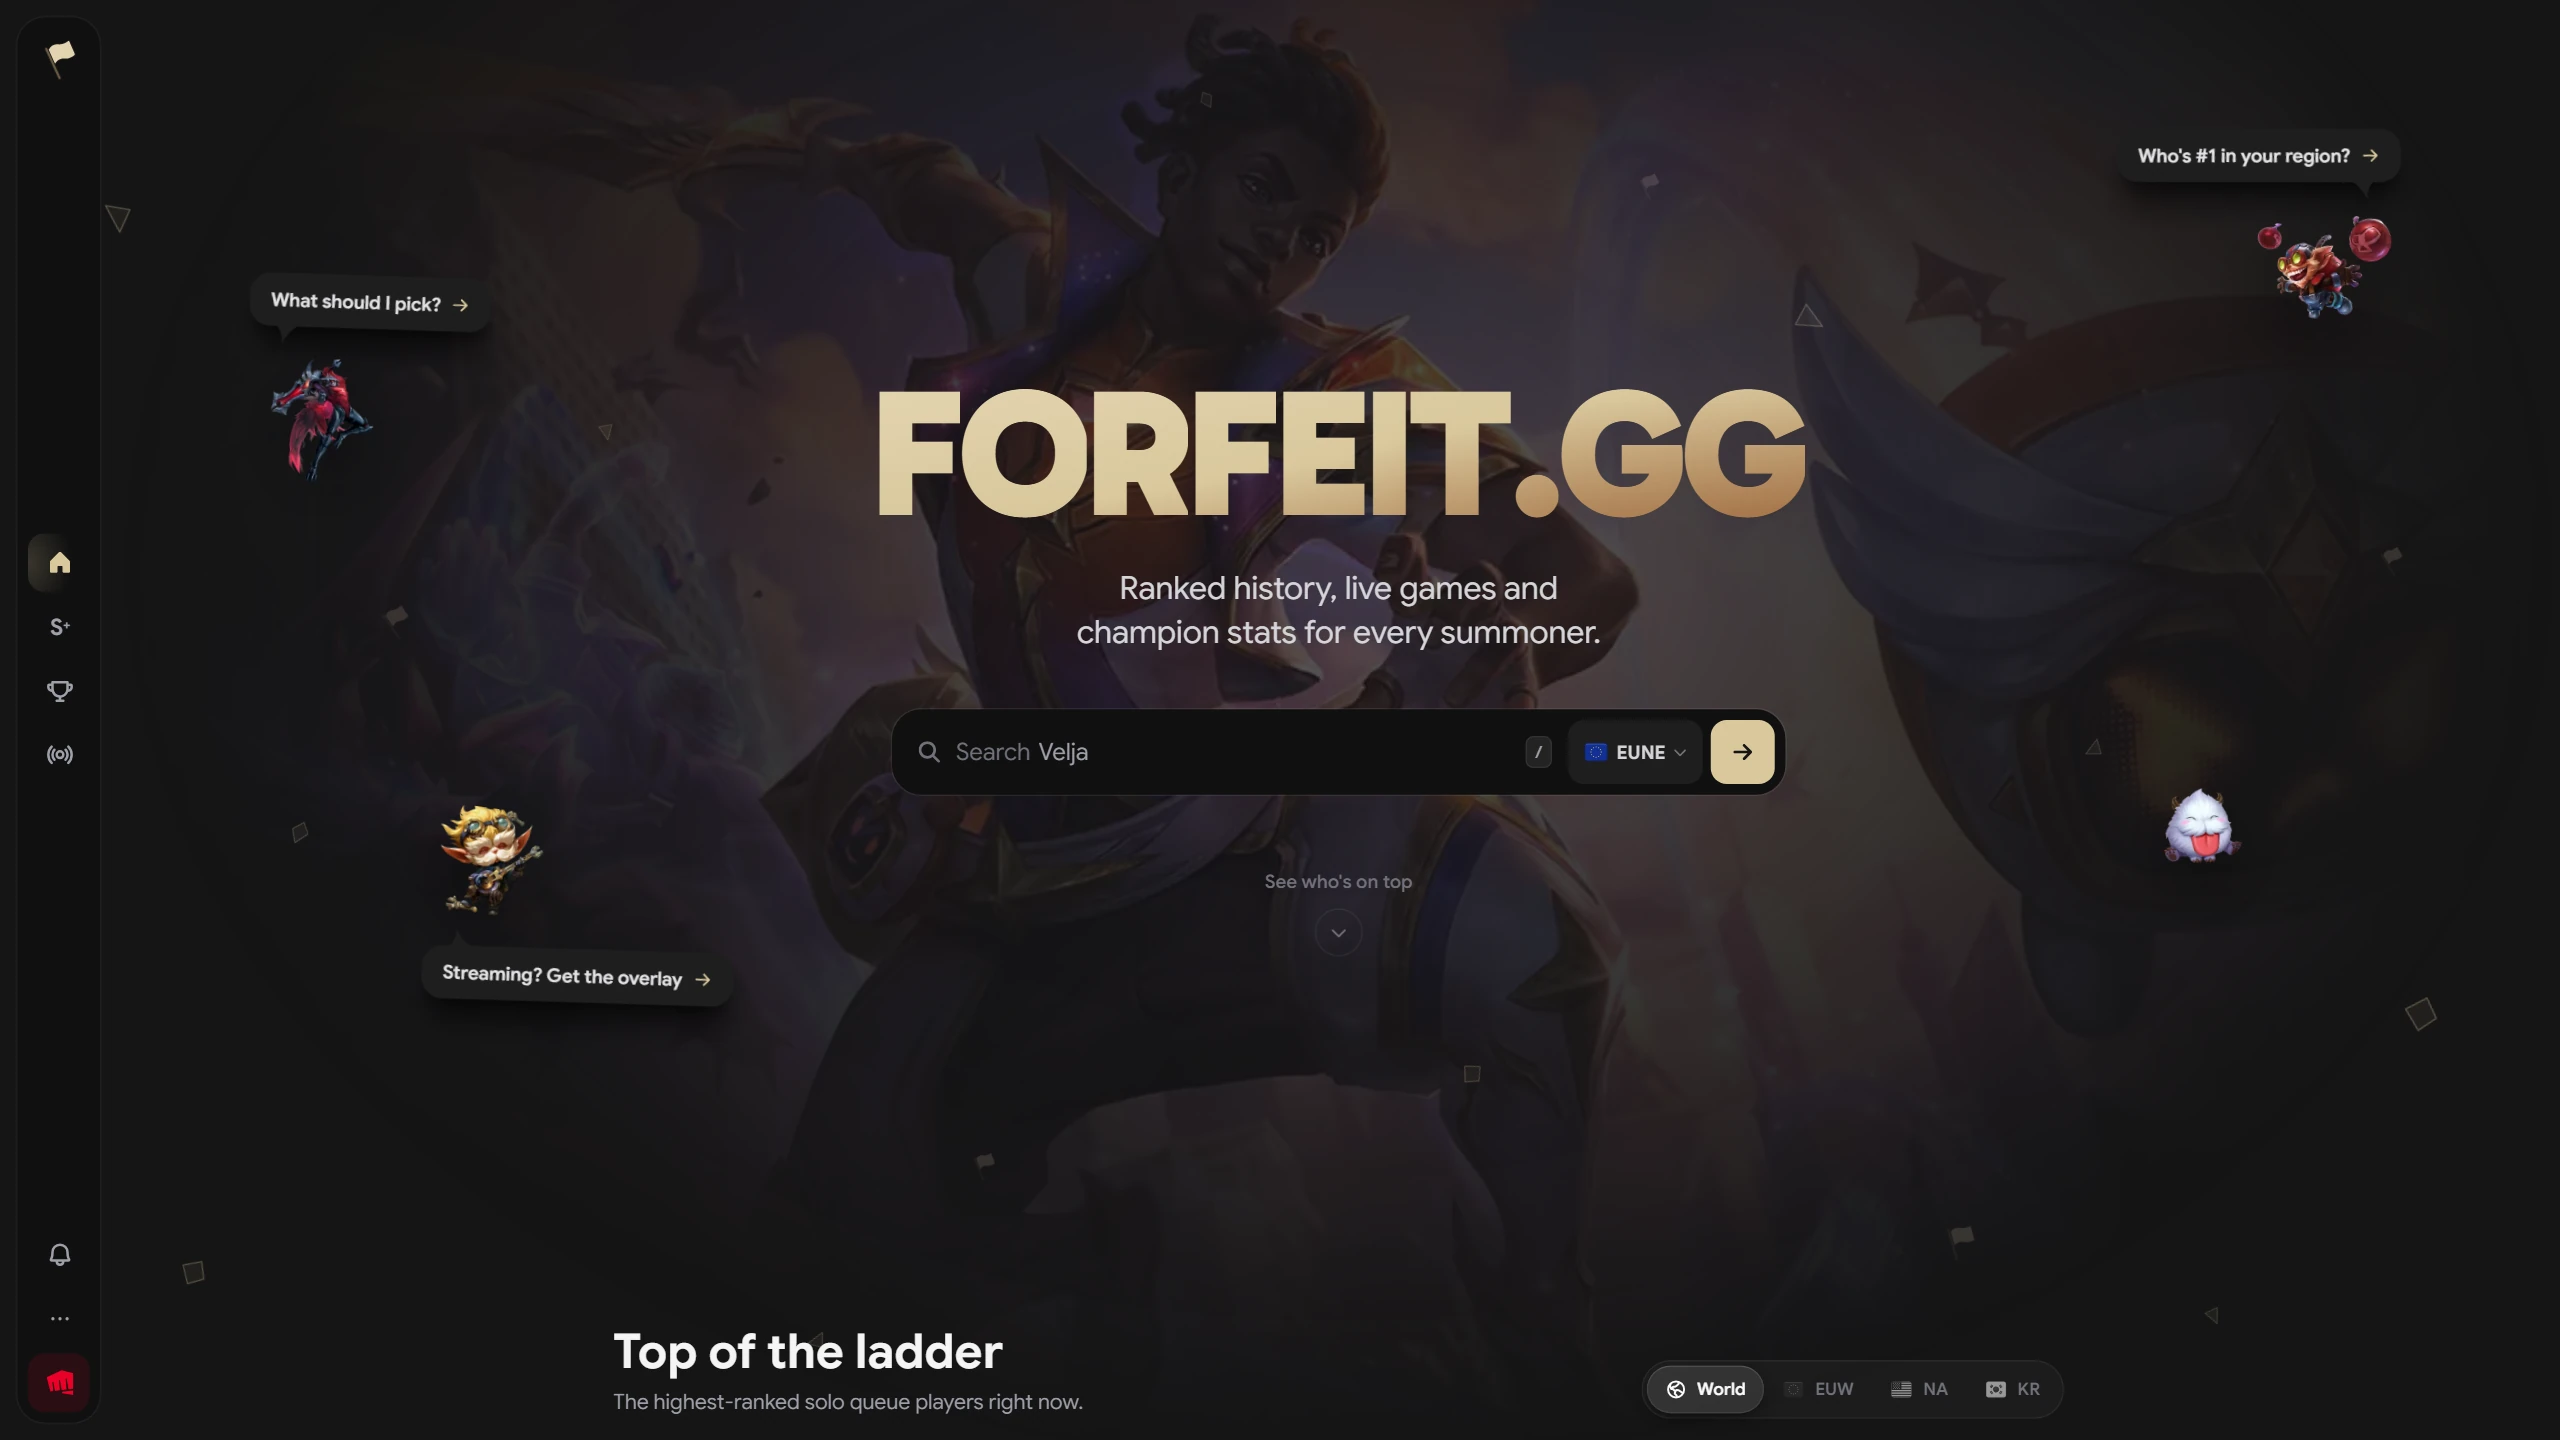 Who's #1 in your region? →
What should I pick? →
FORFEIT.GG
Ranked history, live games and
champion stats for every summoner.
S+
Search Velja
/
EUNE
See who's on top
Streaming? Get the overlay →
Top of the ladder
The highest-ranked solo queue players right now.
World
EUW
NA
KR